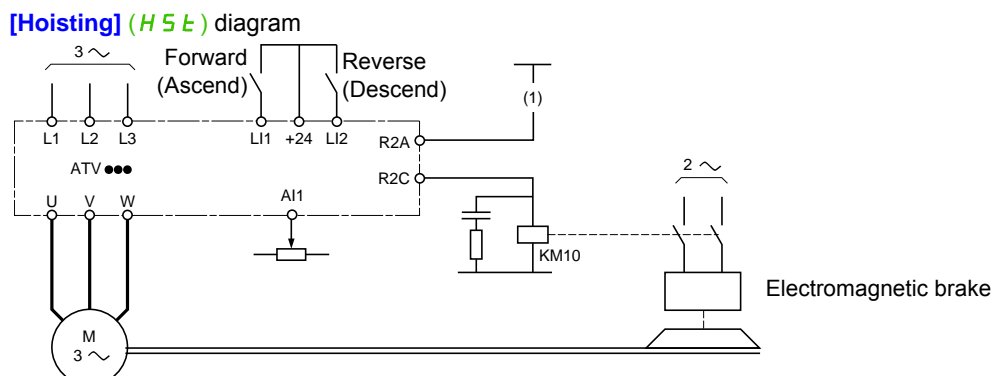 [Hoisting] (HSt) diagram
3 ~
Forward
(Ascend)
Reverse
(Descend)
(1)
L1 L2 L3
LI1 +24 LI2
R2A
ATV ●●●
R2C
2 ~
U V W
AI1
KM10
Electromagnetic brake
M
3 ~